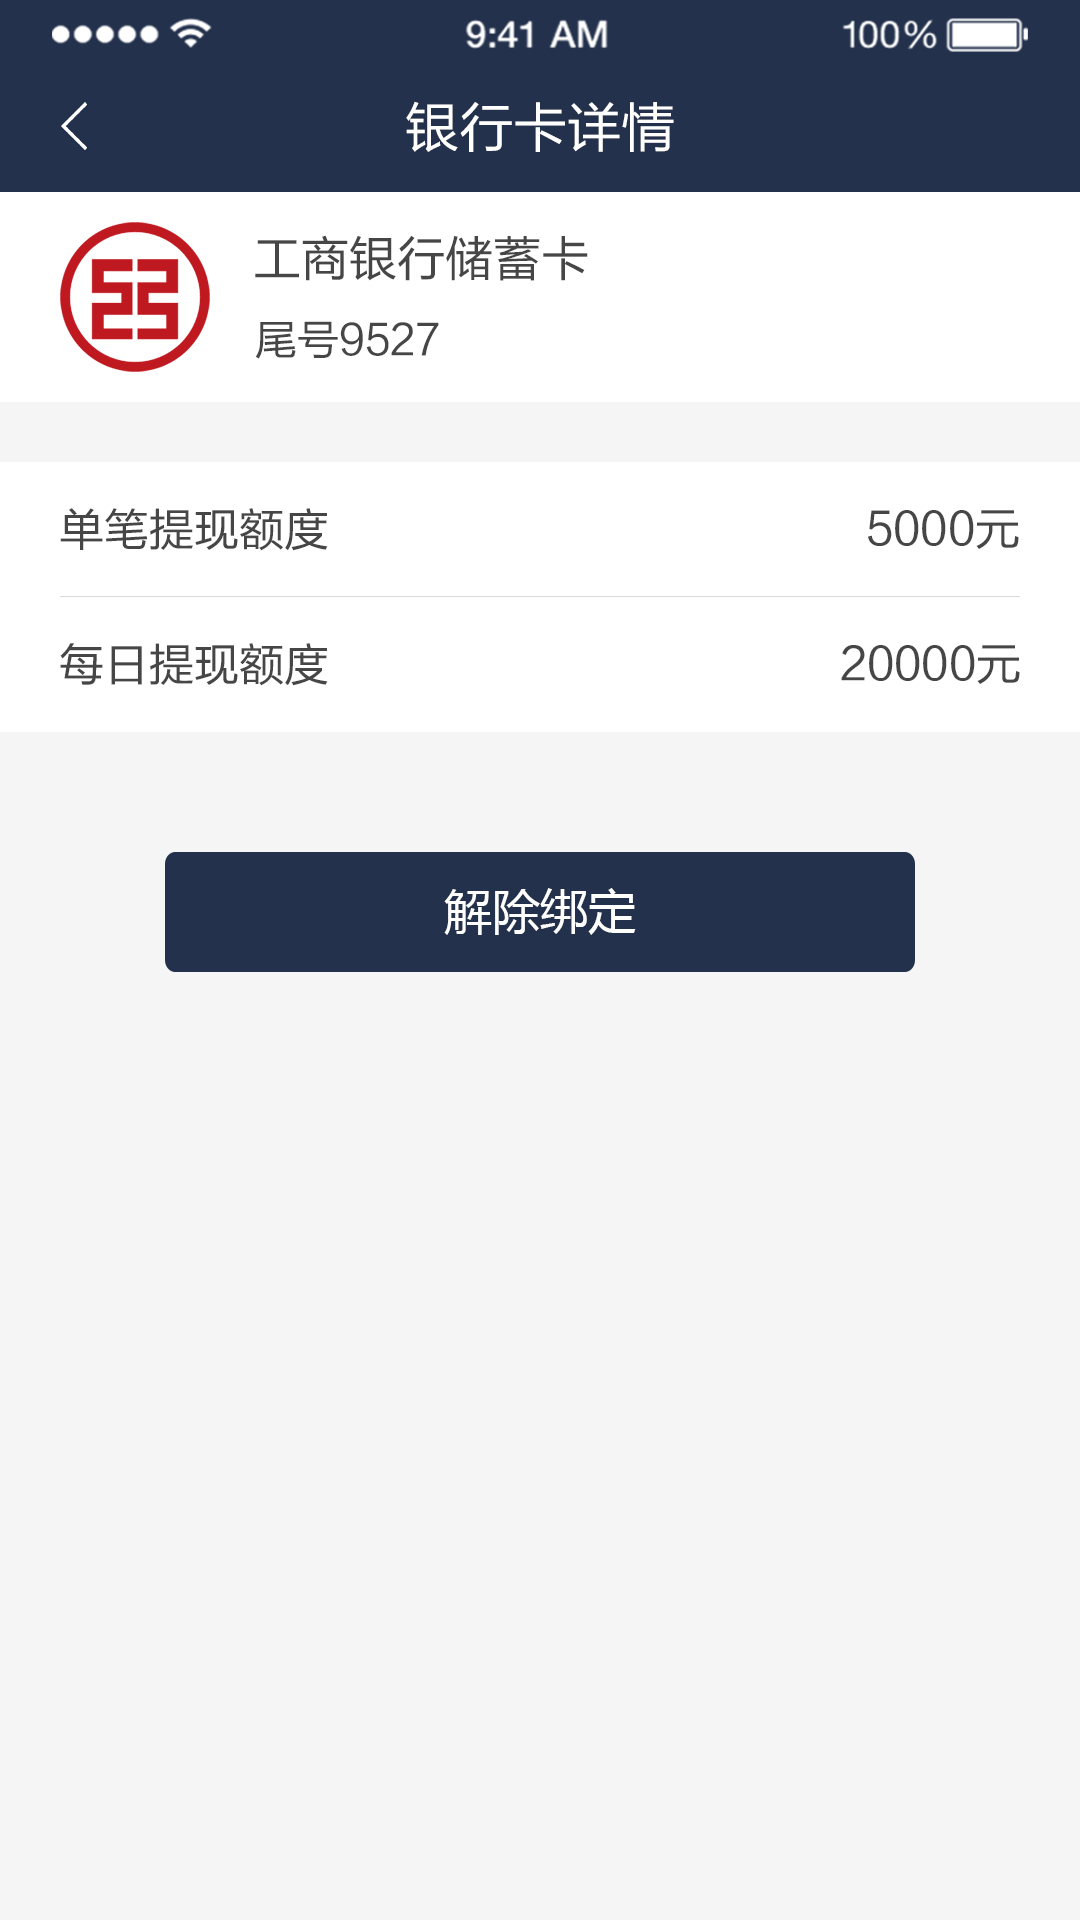 9:41 AM
100%
银行卡详情
工商银行储蓄卡
尾号9527
单笔提现额度
5000元
每日提现额度
20000元
解除绑定